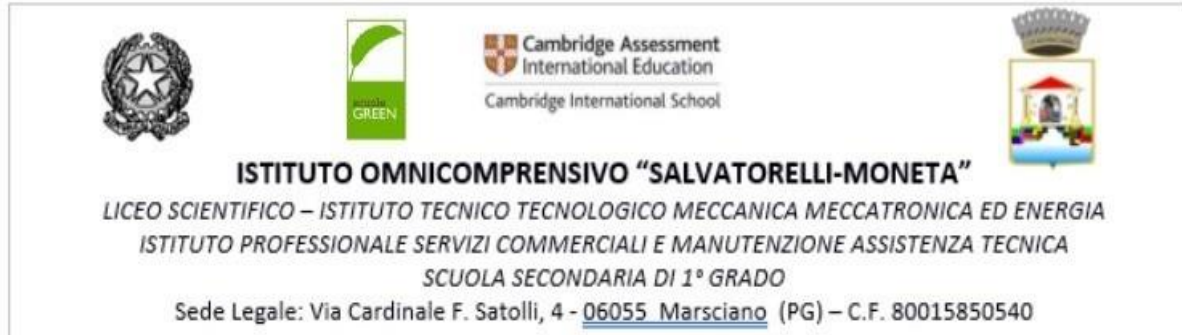 scuola
GREEN
Cambridge Assessment
International Education
Cambridge International School
ISTITUTO OMNICOMPRENSIVO “SALVATORELLI-MONETA”
LICEO SCIENTIFICO – ISTITUTO TECNICO TECNOLOGICO MECCANICA MECCATRONICA ED ENERGIA
ISTITUTO PROFESSIONALE SERVIZI COMMERCIALI E MANUTENZIONE ASSISTENZA TECNICA
SCUOLA SECONDARIA DI 1° GRADO
Sede Legale: Via Cardinale F. Satolli, 4 - 06055 Marsciano (PG) – C.F. 80015850540